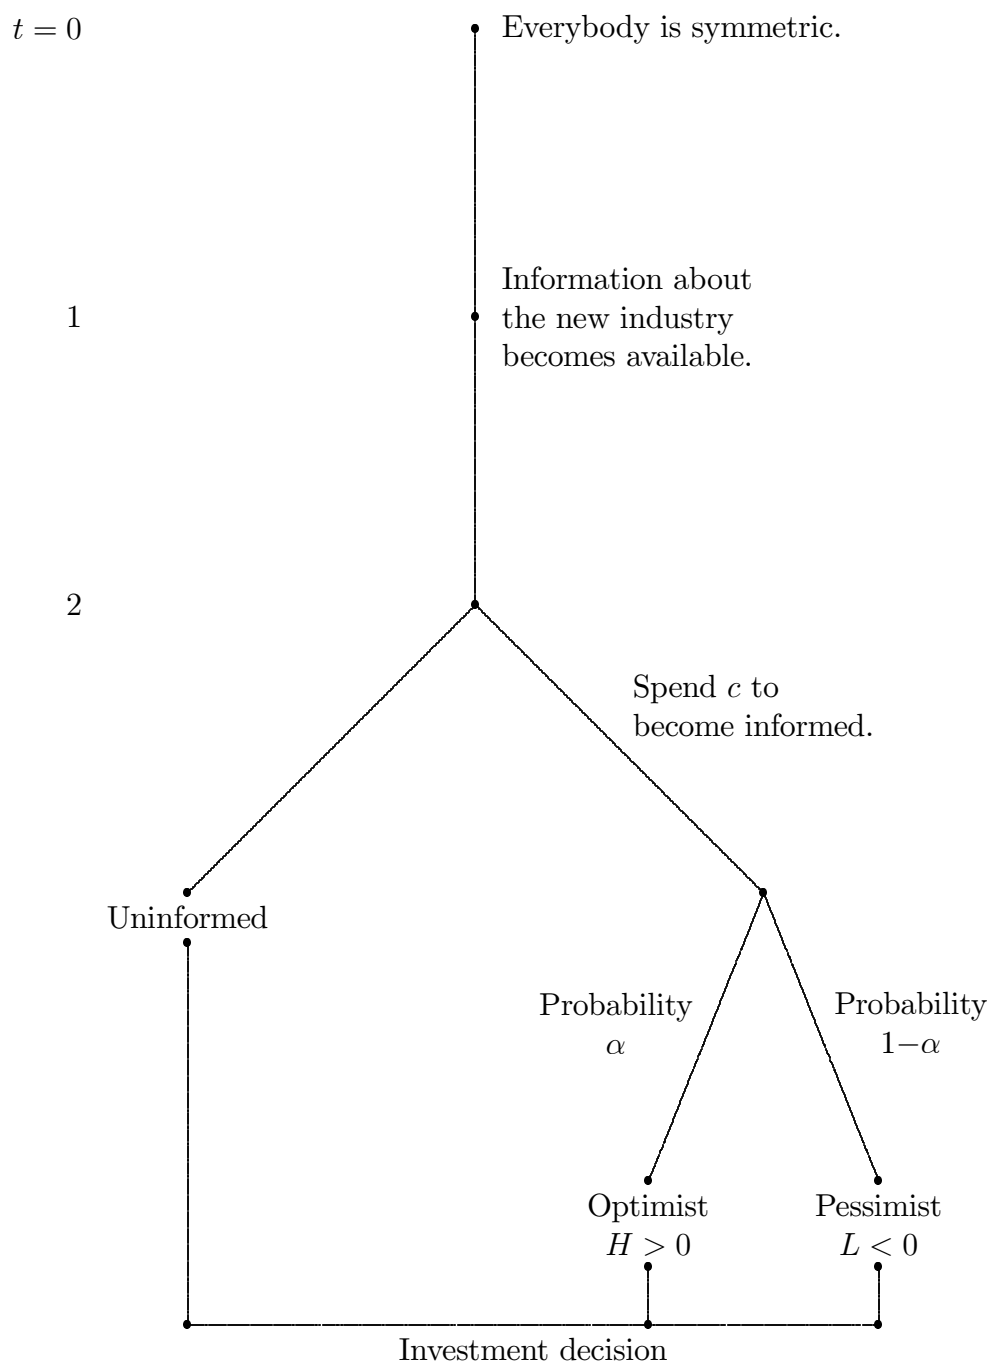 t = 0
Everybody is symmetric.
Information about
1
the new industry
becomes available.
2
Spend c to
become informed.
Uninformed
Probability
α
Probability
1−α
Optimist
H > 0
Pessimist
L < 0
Investment decision